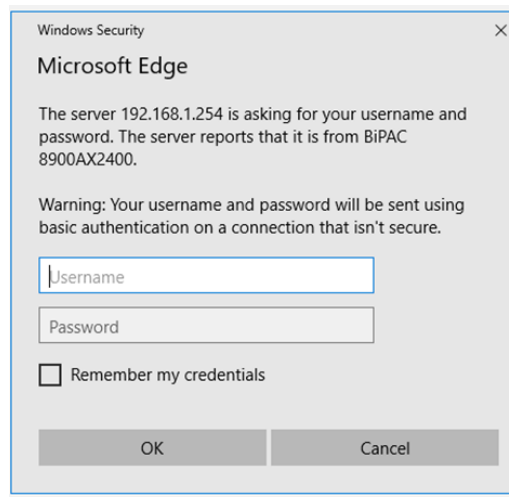 Windows Security
Microsoft Edge
The server 192.168.1.254 is asking for your username and
password. The server reports that it is from BiPAC
8900AX2400.
Warning: Your username and password will be sent using
basic authentication on a connection that isn't secure.
Username
Password
Remember my credentials
OK Cancel